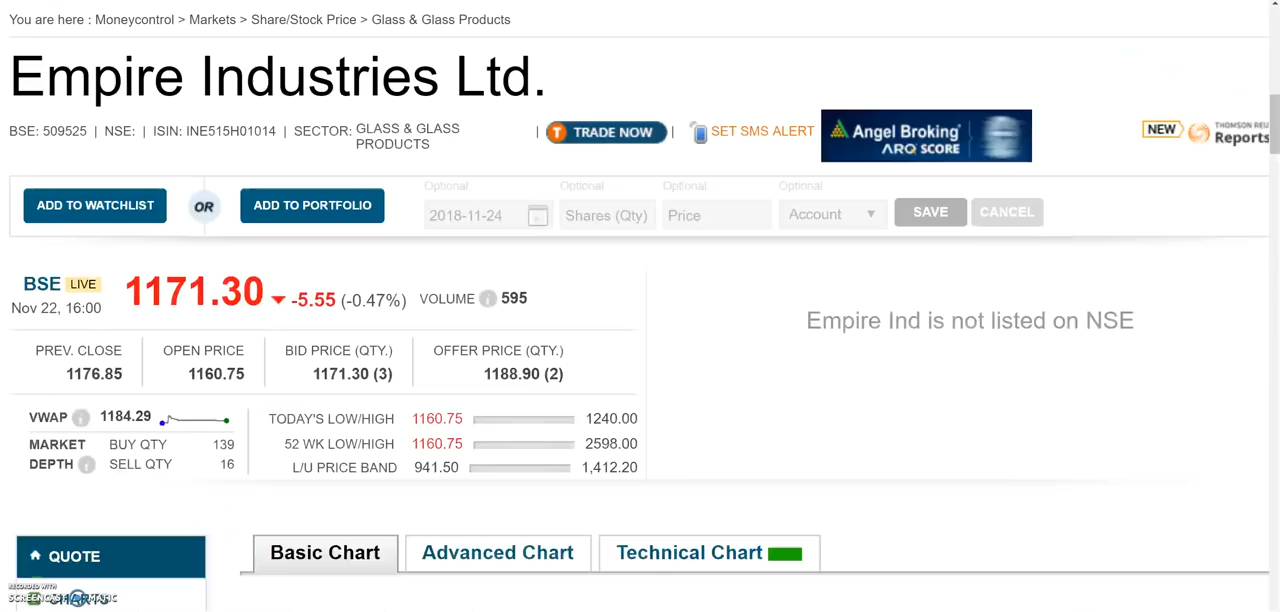 You are here : Moneycontrol > Markets > Share/Stock Price > Glass & Glass Products
Empire Industries Ltd.
BSE: 509525 | NSE: | ISIN: INE515H01014 | SECTOR: GLASS & GLASS PRODUCTS
| TRADE NOW | SET SMS ALERT
Angel Broking
ARQ SCORE
NEW THOMSON REU
Reports
ADD TO WATCHLIST OR ADD TO PORTFOLIO
Optional Optional Optional Optional
2018-11-24 Shares (Qty) Price Account SAVE CANCEL
BSE LIVE 1171.30 -5.55 (-0.47%) VOLUME 595
Nov 22, 16:00
Empire Ind is not listed on NSE
PREV. CLOSE OPEN PRICE BID PRICE (QTY.) OFFER PRICE (QTY.)
1176.85 1160.75 1171.30 (3) 1188.90 (2)
VWAP 1184.29
MARKET DEPTH BUY QTY 139
SELL QTY 16
TODAY'S LOW/HIGH 1160.75 1240.00
52 WK LOW/HIGH 1160.75 2598.00
L/U PRICE BAND 941.50 1,412.20
QUOTE
CHARTS
Basic Chart Advanced Chart Technical Chart
RECORDED WITH
SCREENCAST-O-MATIC